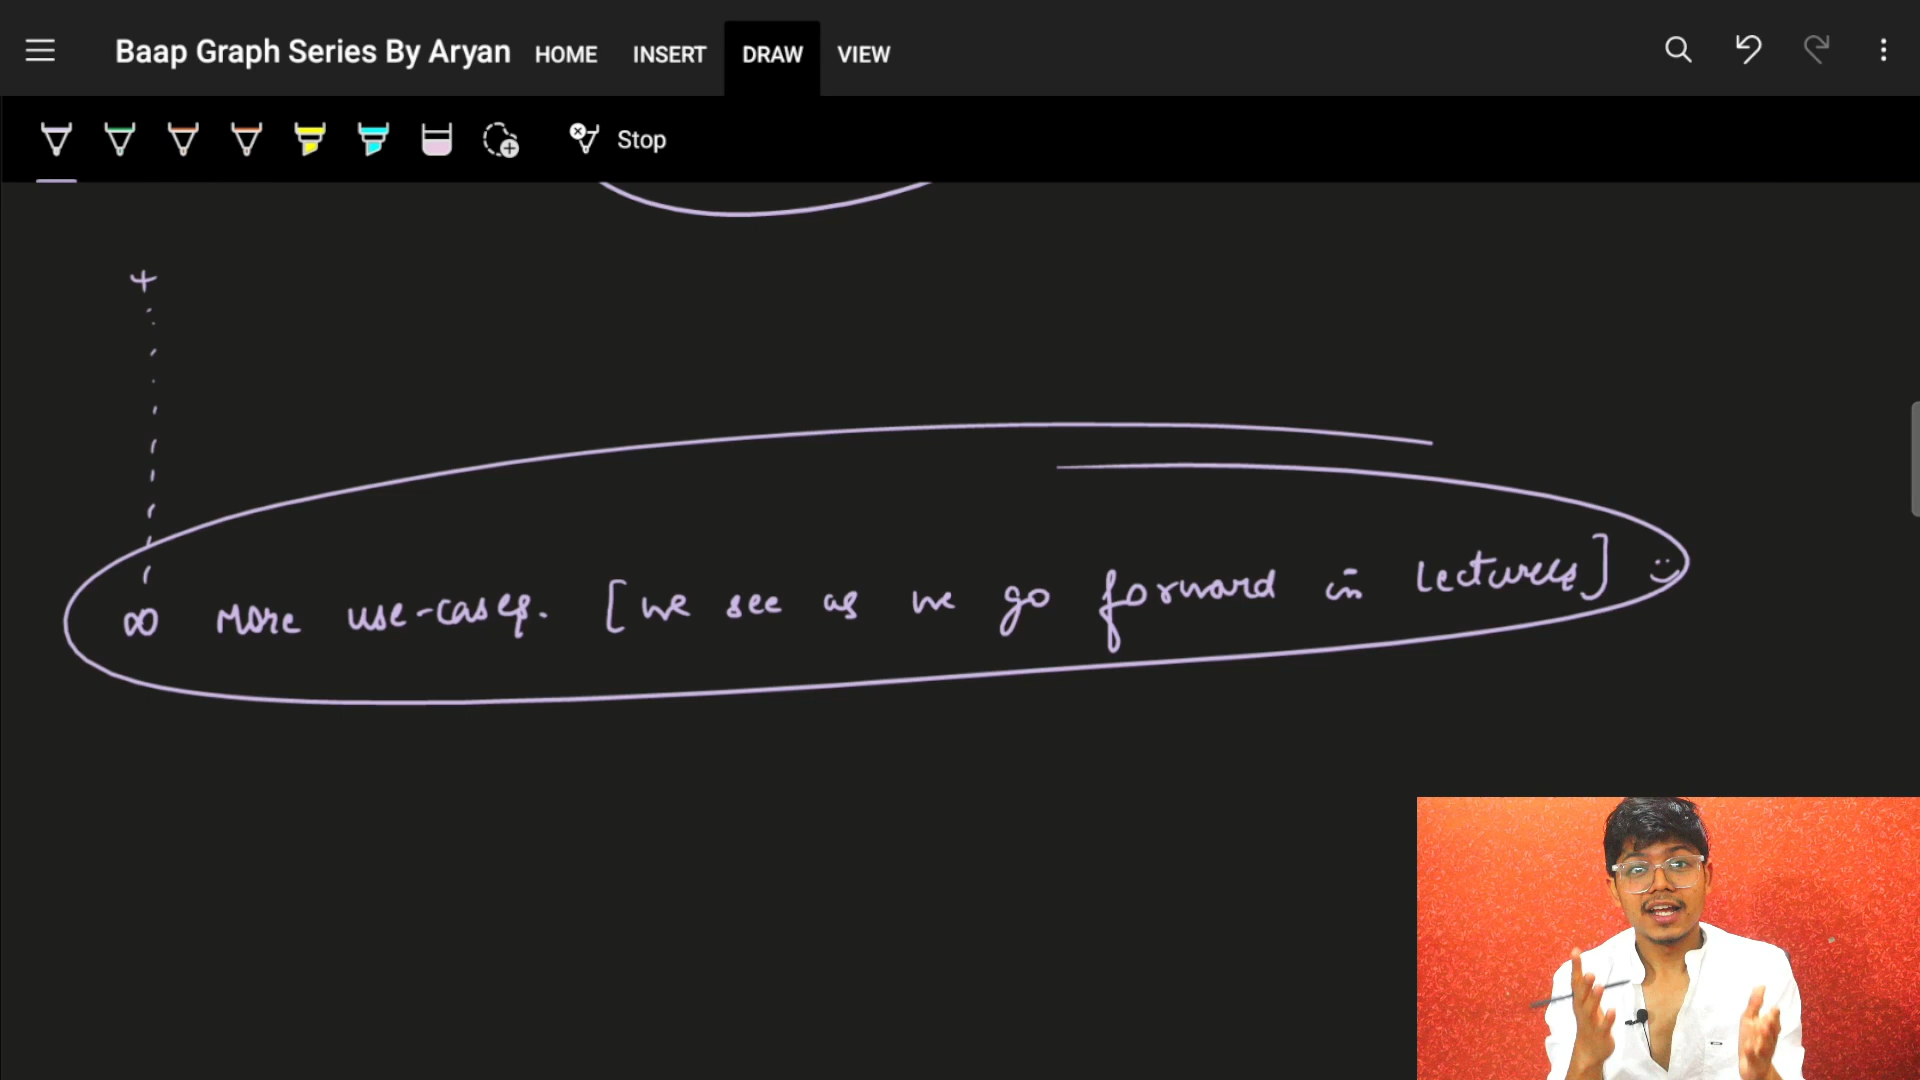 Baap Graph Series By Aryan HOME INSERT DRAW VIEW
Stop
+
∞ More use-cases. [we see as we go forward in Lectures] :)